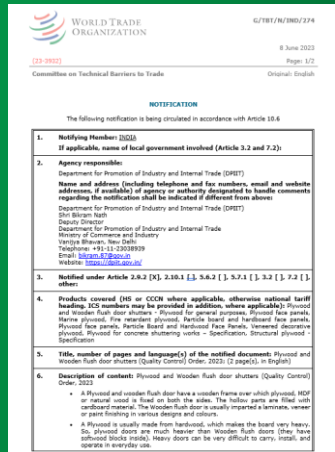 WORLD TRADE
ORGANIZATION
G/TBT/N/IND/274
8 June 2023
(23-3902)
Page: 1/2
Committee on Technical Barriers to Trade
Original: English
NOTIFICATION
The following notification is being circulated in accordance with Article 10.6
1. Notifying Member: INDIA
If applicable, name of local government involved (Article 3.2 and 7.2):
2. Agency responsible:
Department for Promotion of Industry and Internal Trade (DPIIT)
Name and address (including telephone and fax numbers, email and website
addresses, if available) of agency or authority designated to handle comments
regarding the notification shall be indicated if different from above:
Department for Promotion of Industry and Internal Trade (DPIIT)
Shri Bikram Nath
Deputy Director
Department for Promotion of Industry and Internal Trade
Ministry of Commerce and Industry
Vanijya Bhawan, New Delhi
Telephone: +91-11-23038939
Email: bikram.87@gov.in
Website: https://dpiit.gov.in/
3. Notified under Article 2.9.2 [X], 2.10.1 [ ], 5.6.2 [ ], 5.7.1 [ ], 3.2 [ ], 7.2 [ ],
other:
4. Products covered (HS or CCCN where applicable, otherwise national tariff
heading. ICS numbers may be provided in addition, where applicable): Plywood
and Wooden flush door shutters - Plywood for general purposes, Plywood face panels,
Marine plywood, Fire retardant plywood, Particle board and hardboard face panels,
Plywood face panels, Particle Board and Hardwood Face Panels, Veneered decorative
plywood, Plywood for concrete shuttering works – Specification, Structural plywood -
Specification
5. Title, number of pages and language(s) of the notified document: Plywood and
Wooden flush door shutters (Quality Control) Order, 2023; (2 page(s), in English)
6. Description of content: Plywood and Wooden flush door shutters (Quality Control)
Order, 2023
• A Plywood and wooden flush door have a wooden frame over which plywood, MDF
or natural wood is fixed on both the sides. The hollow parts are filled with
cardboard material. The Wooden flush door is usually imparted a laminate, veneer
or paint finishing in various designs and colours.
• A Plywood is usually made from hardwood, which makes the board very heavy.
So, plywood doors are much heavier than Wooden flush doors (they have
softwood blocks inside). Heavy doors can be very difficult to carry, install, and
operate in everyday use.